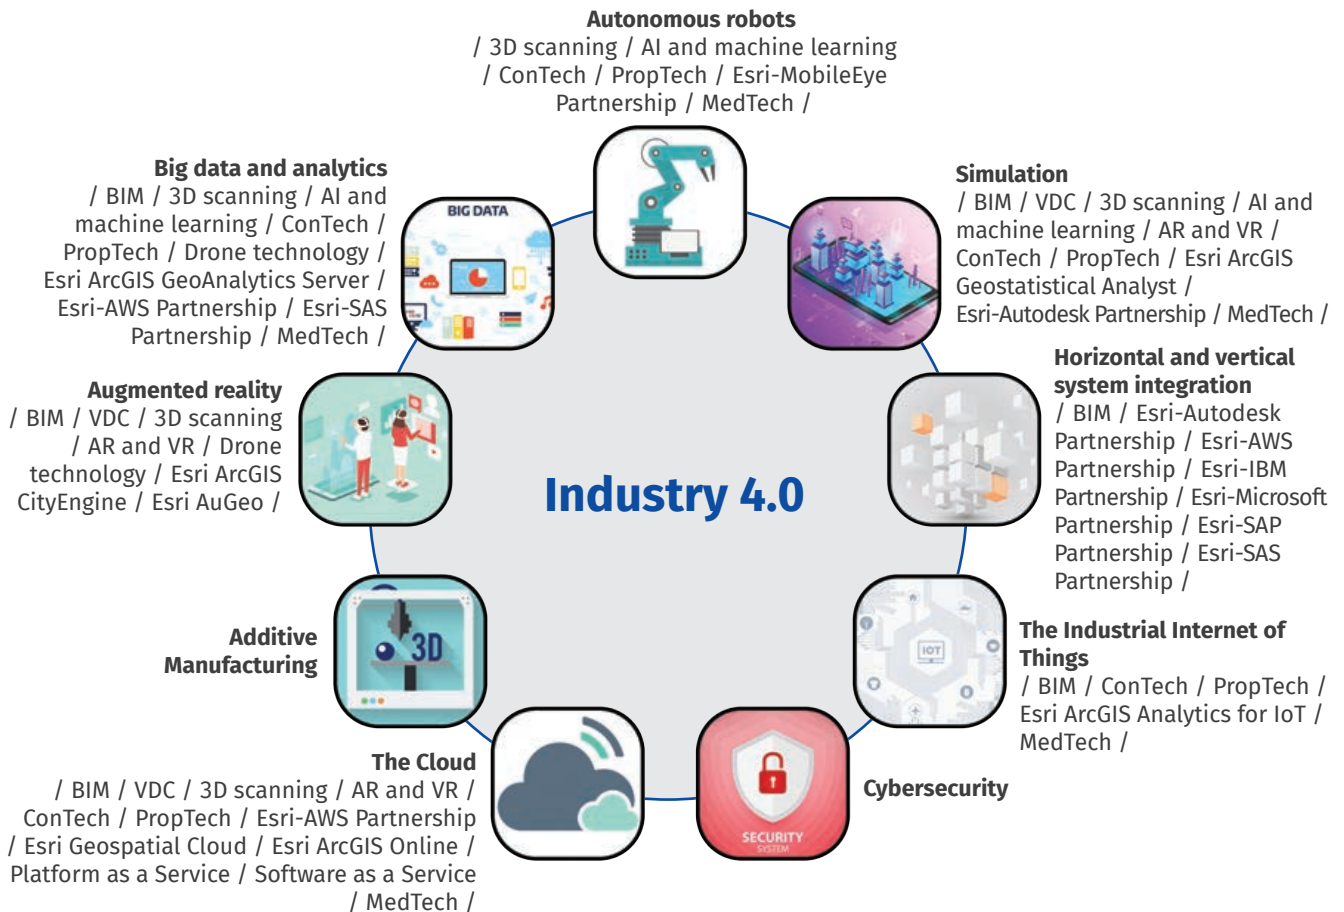 Autonomous robots
/ 3D scanning / AI and machine learning
/ ConTech / PropTech / Esri-MobileEye
Partnership / MedTech /
Big data and analytics
/ BIM / 3D scanning / AI and
machine learning / ConTech /
PropTech / Drone technology /
Esri ArcGIS GeoAnalytics Server /
Esri-AWS Partnership / Esri-SAS
Partnership / MedTech /
BIG DATA
Simulation
/ BIM / VDC / 3D scanning / AI and
machine learning / AR and VR /
ConTech / PropTech / Esri ArcGIS
Geostatistical Analyst /
Esri-Autodesk Partnership / MedTech /
Augmented reality
/ BIM / VDC / 3D scanning
/ AR and VR / Drone
technology / Esri ArcGIS
CityEngine / Esri AuGeo /
Industry 4.0
Horizontal and vertical
system integration
/ BIM / Esri-Autodesk
Partnership / Esri-AWS
Partnership / Esri-IBM
Partnership / Esri-Microsoft
Partnership / Esri-SAP
Partnership / Esri-SAS
Partnership /
Additive
Manufacturing
3D
IOT
The Industrial Internet of
Things
/ BIM / ConTech / PropTech /
Esri ArcGIS Analytics for IoT /
MedTech /
The Cloud
/ BIM / VDC / 3D scanning / AR and VR /
ConTech / PropTech / Esri-AWS Partnership
/ Esri Geospatial Cloud / Esri ArcGIS Online /
Platform as a Service / Software as a Service
/ MedTech /
SECURITY
SYSTEM
Cybersecurity